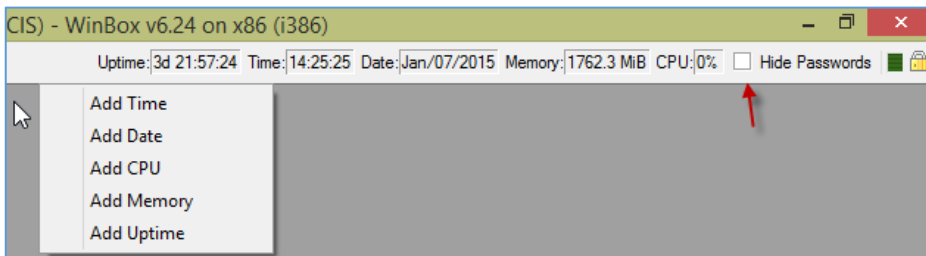 CIS) - WinBox v6.24 on x86 (i386)
Uptime: 3d 21:57:24 Time: 14:25:25 Date: Jan/07/2015 Memory: 1762.3 MiB CPU: 0% Hide Passwords
Add Time
Add Date
Add CPU
Add Memory
Add Uptime